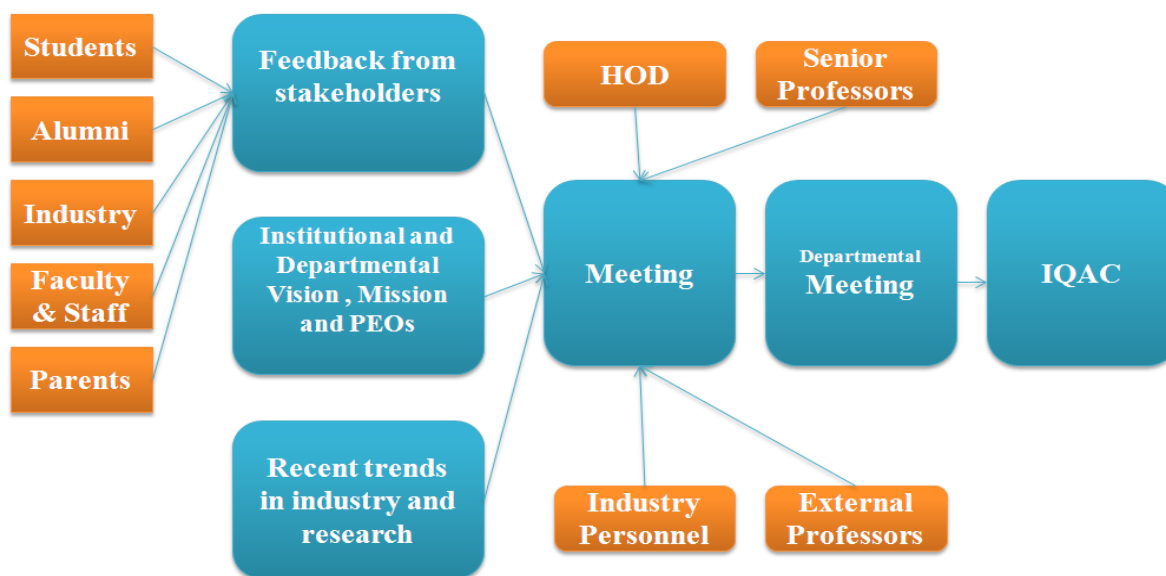 Students
Alumni
Industry
Faculty
& Staff
Parents
Feedback from
stakeholders
Institutional and
Departmental
Vision , Mission
and PEOs
Recent trends
in industry and
research
HOD
Senior
Professors
Meeting
Departmental
Meeting
IQAC
Industry
Personnel
External
Professors